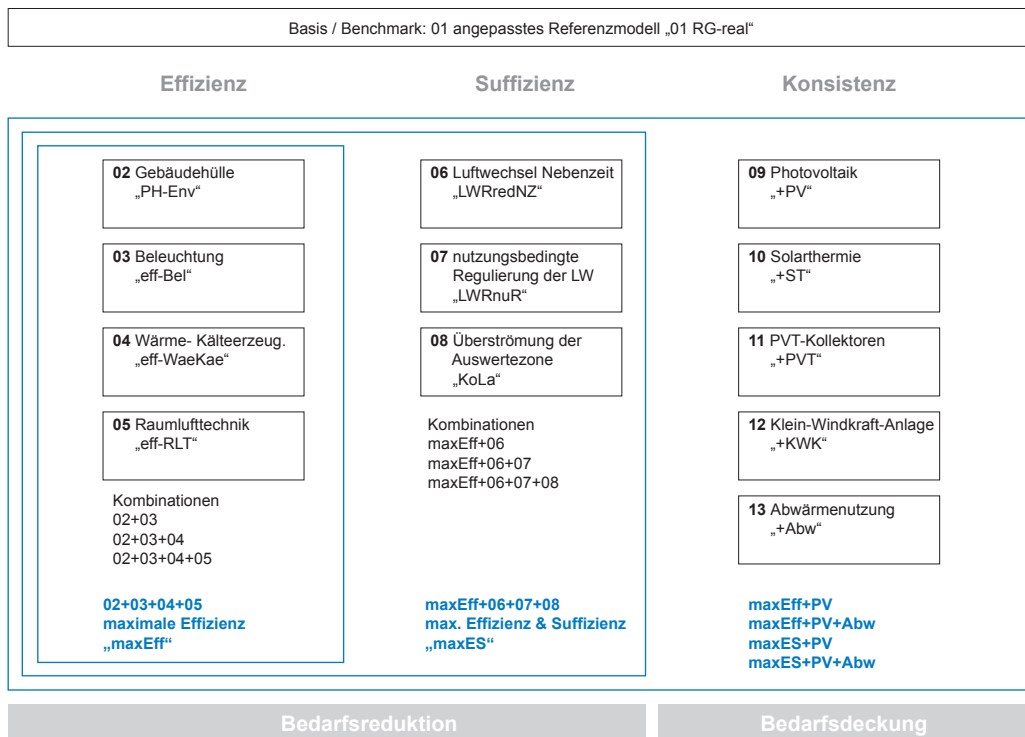 Basis / Benchmark: 01 angepasstes Referenzmodell „01 RG-real“
Effizienz
Suffizienz
Konsistenz
02 Gebäudehülle
„PH-Env“
03 Beleuchtung
„eff-Bel“
04 Wärme- Kälteerzeug.
„eff-WaeKae“
05 Raumlufttechnik
„eff-RLT“
Kombinationen
02+03
02+03+04
02+03+04+05
02+03+04+05
maximale Effizienz
„maxEff“
06 Luftwechsel Nebenzeit
„LWRredNZ“
07 nutzungsbedingte
Regulierung der LW
„LWRnuR“
08 Überströmung der
Auswertezone
„KoLa“
Kombinationen
maxEff+06
maxEff+06+07
maxEff+06+07+08
maxEff+06+07+08
max. Effizienz & Suffizienz
„maxES“
09 Photovoltaik
„+PV“
10 Solarthermie
„+ST“
11 PVT-Kollektoren
„+PVT“
12 Klein-Windkraft-Anlage
„+KWK“
13 Abwärmenutzung
„+Abw“
maxEff+PV
maxEff+PV+Abw
maxES+PV
maxES+PV+Abw
Bedarfsreduktion
Bedarfsdeckung